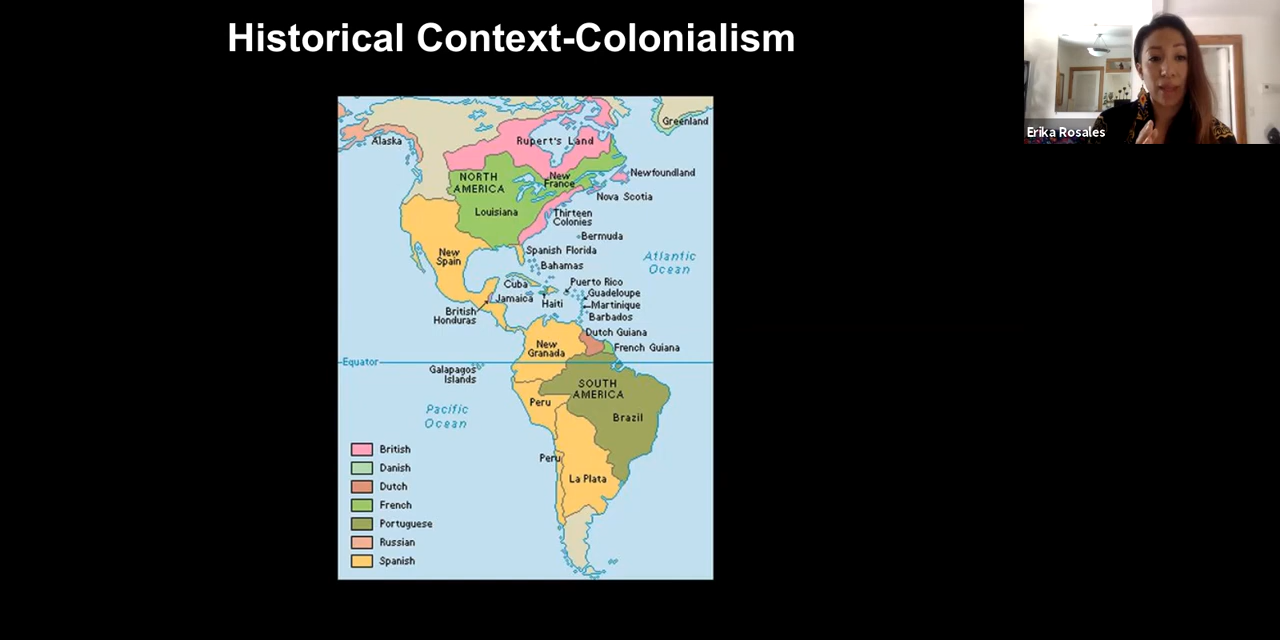 Historical Context-Colonialism
Erika Rosales
Greenland
Alaska
Rupert's Land
NORTH
AMERICA
New
France
Newfoundland
Nova Scotia
Louisiana
Thirteen
Colonies
Bermuda
New
Spain
Spanish Florida
Atlantic
Ocean
Bahamas
Cuba
Puerto Rico
Jamaica
Haiti
Guadeloupe
Martinique
Barbados
British
Honduras
Dutch Guiana
New
Granada
French Guiana
Equator
Galapagos
Islands
SOUTH
AMERICA
Peru
Brazil
Pacific
Ocean
Peru
La Plata
British
Danish
Dutch
French
Portuguese
Russian
Spanish